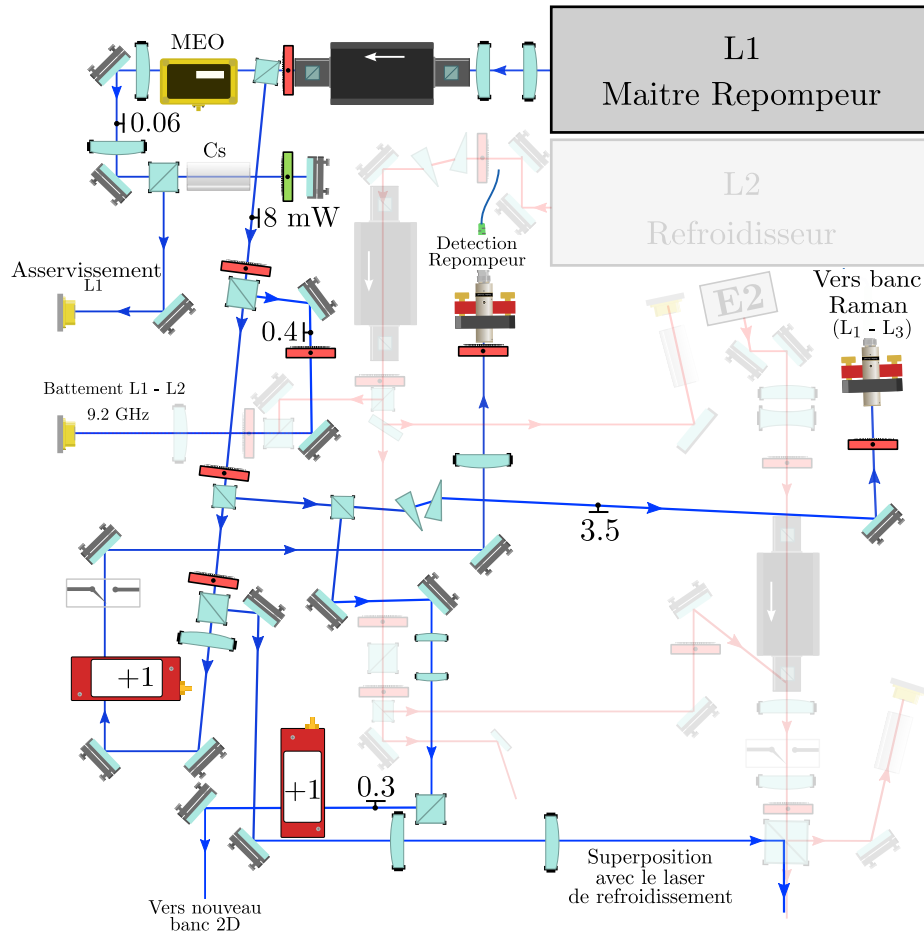 L1
Maitre Repompeur
MEO
0.06
Cs
L2
Refroidisseur
8 mW
Detection
Repompeur
Asservissement
L1
Vers banc
Raman
(L1 - L3)
E2
0.4
Battement L1 - L2
9.2 GHz
3.5
+1
+1
0.3
Superposition
avec le laser
de refroidissement
Vers nouveau
banc 2D